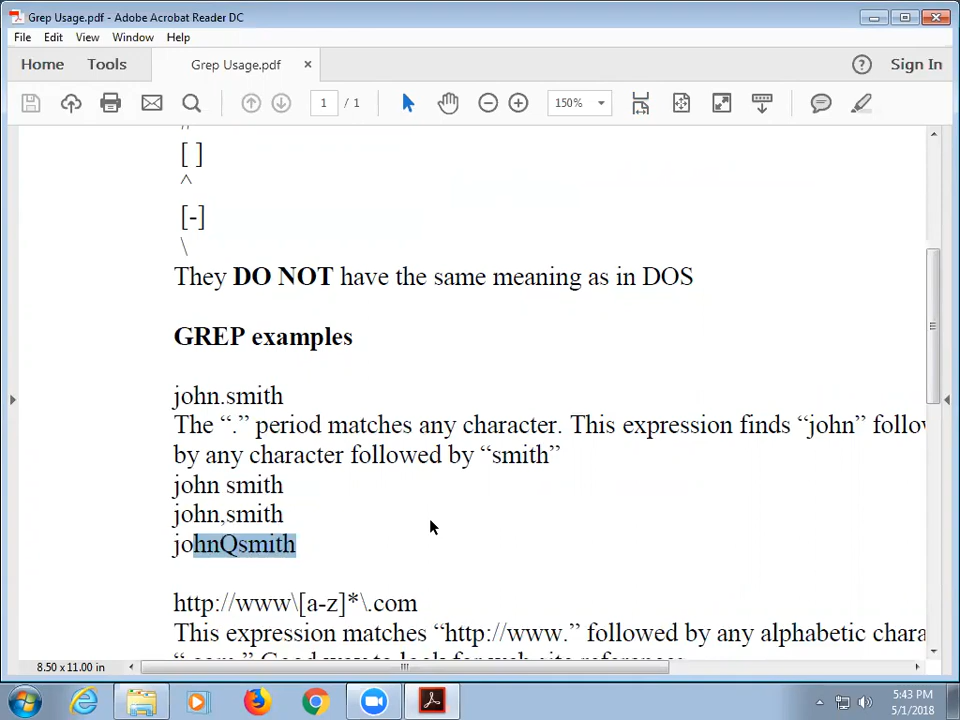 Grep Usage.pdf - Adobe Acrobat Reader DC
File Edit View Window Help
Home Tools Grep Usage.pdf × ? Sign In
1 / 1 150%
[ ]
^
[-]
\
They DO NOT have the same meaning as in DOS
GREP examples
john.smith
The “.” period matches any character. This expression finds “john” follow
by any character followed by “smith”
john smith
john,smith
johnQsmith
http://www\[a-z]*\.com
This expression matches “http://www.” followed by any alphabetic chara
8.50 x 11.00 in
5:43 PM
5/1/2018